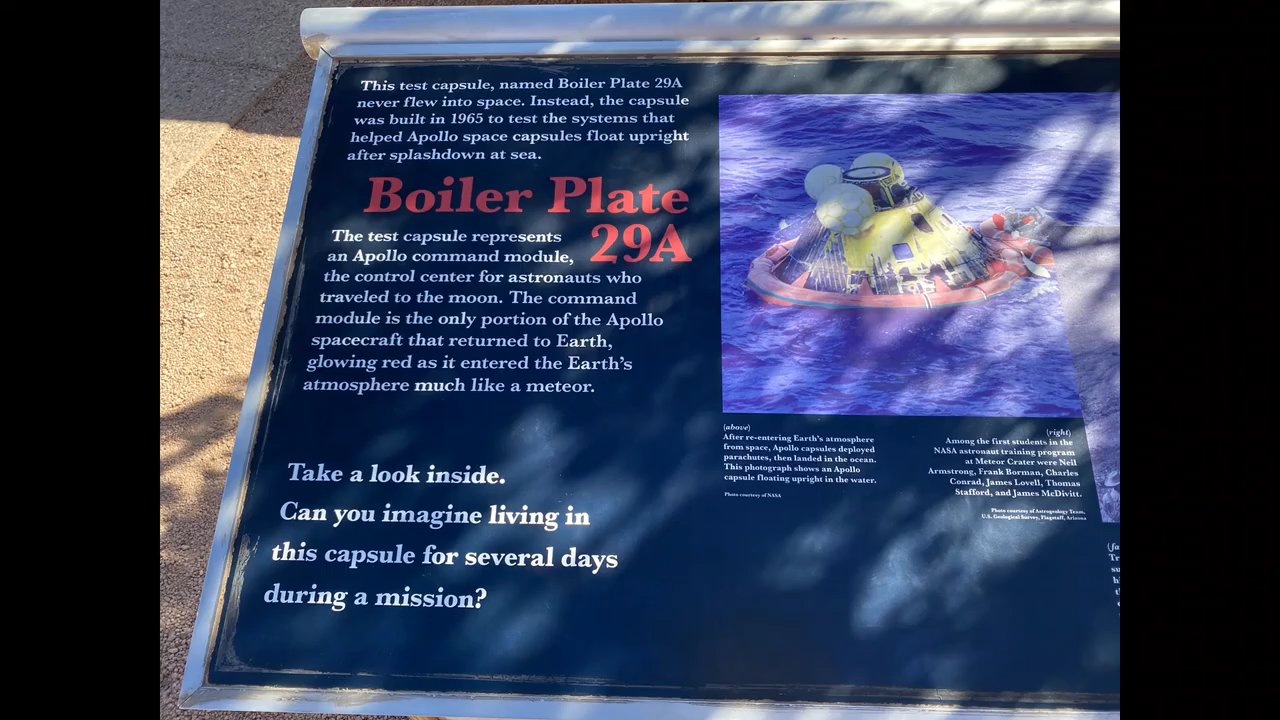 This test capsule, named Boiler Plate 29A
never flew into space. Instead, the capsule
was built in 1965 to test the systems that
helped Apollo space capsules float upright
after splashdown at sea.
Boiler Plate
29A
The test capsule represents
an Apollo command module,
the control center for astronauts who
traveled to the moon. The command
module is the only portion of the Apollo
spacecraft that returned to Earth,
glowing red as it entered the Earth's
atmosphere much like a meteor.
Take a look inside.
Can you imagine living in
this capsule for several days
during a mission?
(above)
After re-entering Earth's atmosphere
from space, Apollo capsules deployed
parachutes, then landed in the ocean.
This photograph shows an Apollo
capsule floating upright in the water.
Photo courtesy of NASA
(right)
Among the first students in the
NASA astronaut training program
at Meteor Crater were Neil
Armstrong, Frank Borman, Charles
Conrad, James Lovell, Thomas
Stafford, and James McDivitt.
Photo courtesy of Astrogeology Team,
U.S. Geological Survey, Flagstaff, Arizona